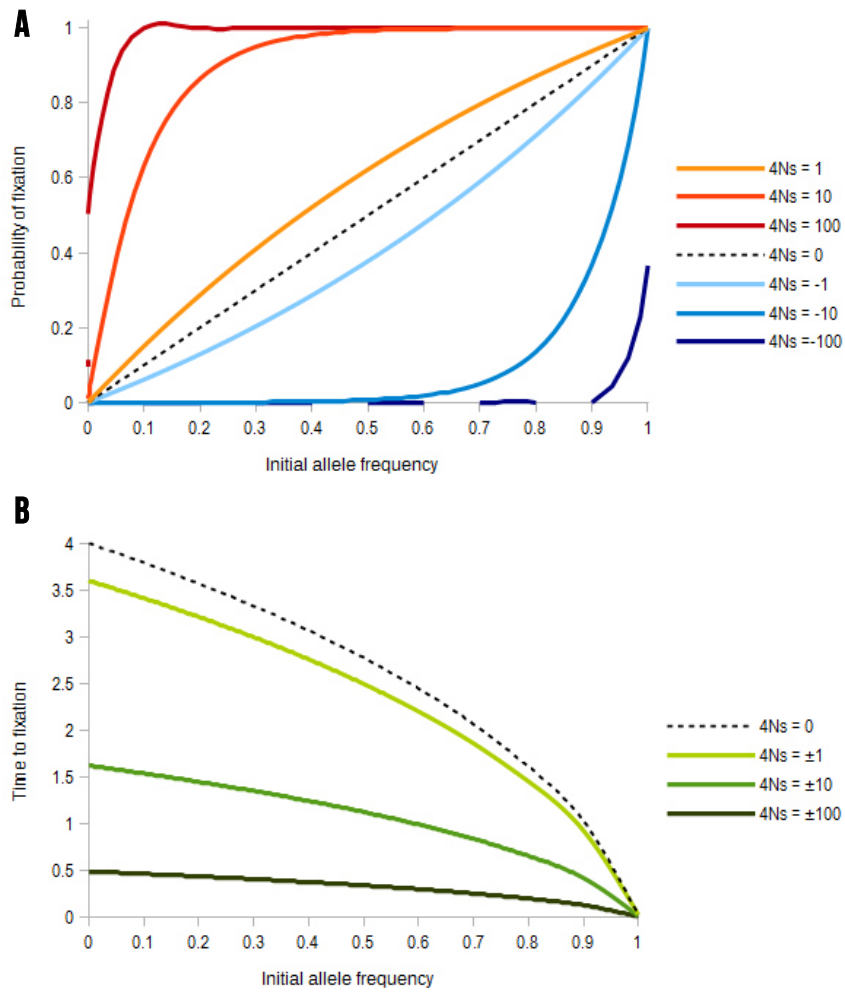 A
1
0.8
0.6
0.4
0.2
0
Probability of fixation
0 0.1 0.2 0.3 0.4 0.5 0.6 0.7 0.8 0.9 1
Initial allele frequency
4Ns = 1
4Ns = 10
4Ns = 100
4Ns = 0
4Ns = -1
4Ns = -10
4Ns =-100
B
4
3.5
3
2.5
2
1.5
1
0.5
0
Time to fixation
0 0.1 0.2 0.3 0.4 0.5 0.6 0.7 0.8 0.9 1
Initial allele frequency
4Ns = 0
4Ns = ±1
4Ns = ±10
4Ns = ±100